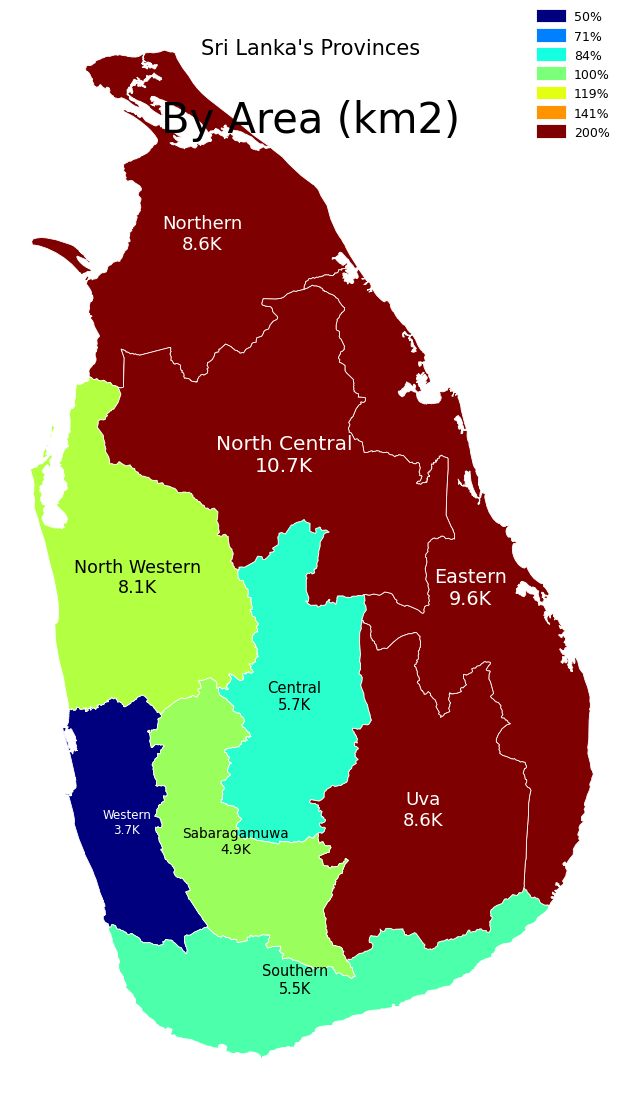 Sri Lanka's Provinces
By Area (km2)
50%
71%
84%
100%
119%
141%
200%
Northern
8.6K
North Central
10.7K
North Western
8.1K
Eastern
9.6K
Central
5.7K
Uva
8.6K
Western
3.7K
Sabaragamuwa
4.9K
Southern
5.5K